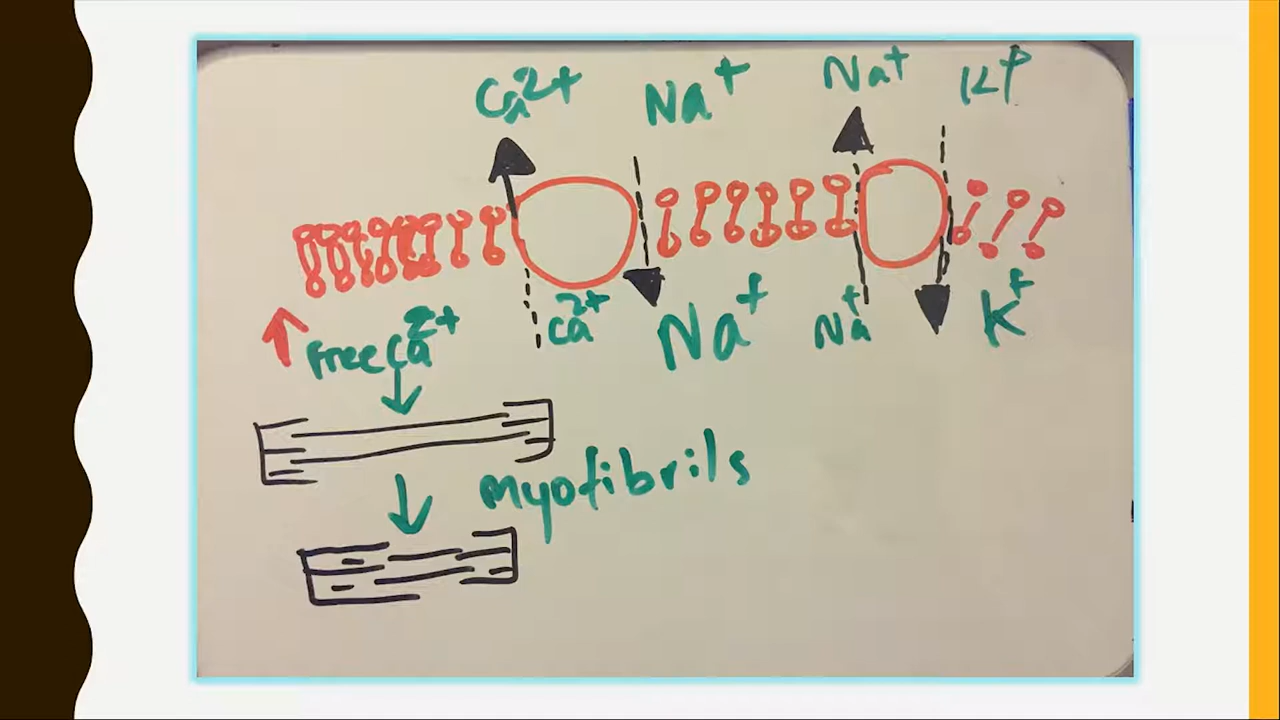 Ca2+ Na+ Na+ K+
Ca2+ Na+ Na+ K+
↑ Free Ca2+
myofibrils